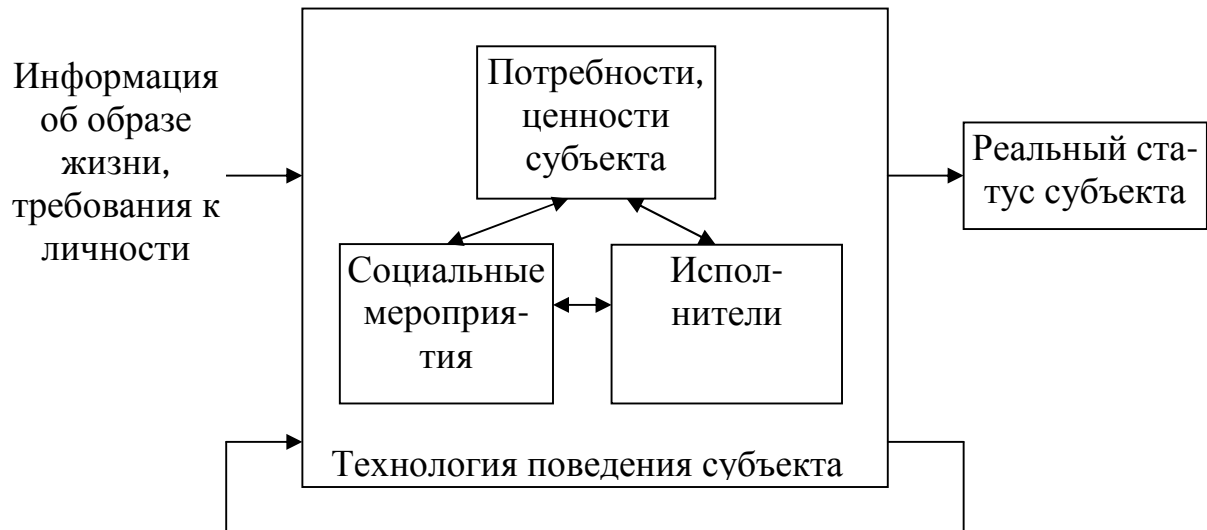 Информация
об образе
жизни,
требования к
личности
Потребности,
ценности
субъекта
Социальные
мероприя-
тия
Испол-
нители
Технология поведения субъекта
Реальный ста-
тус субъекта